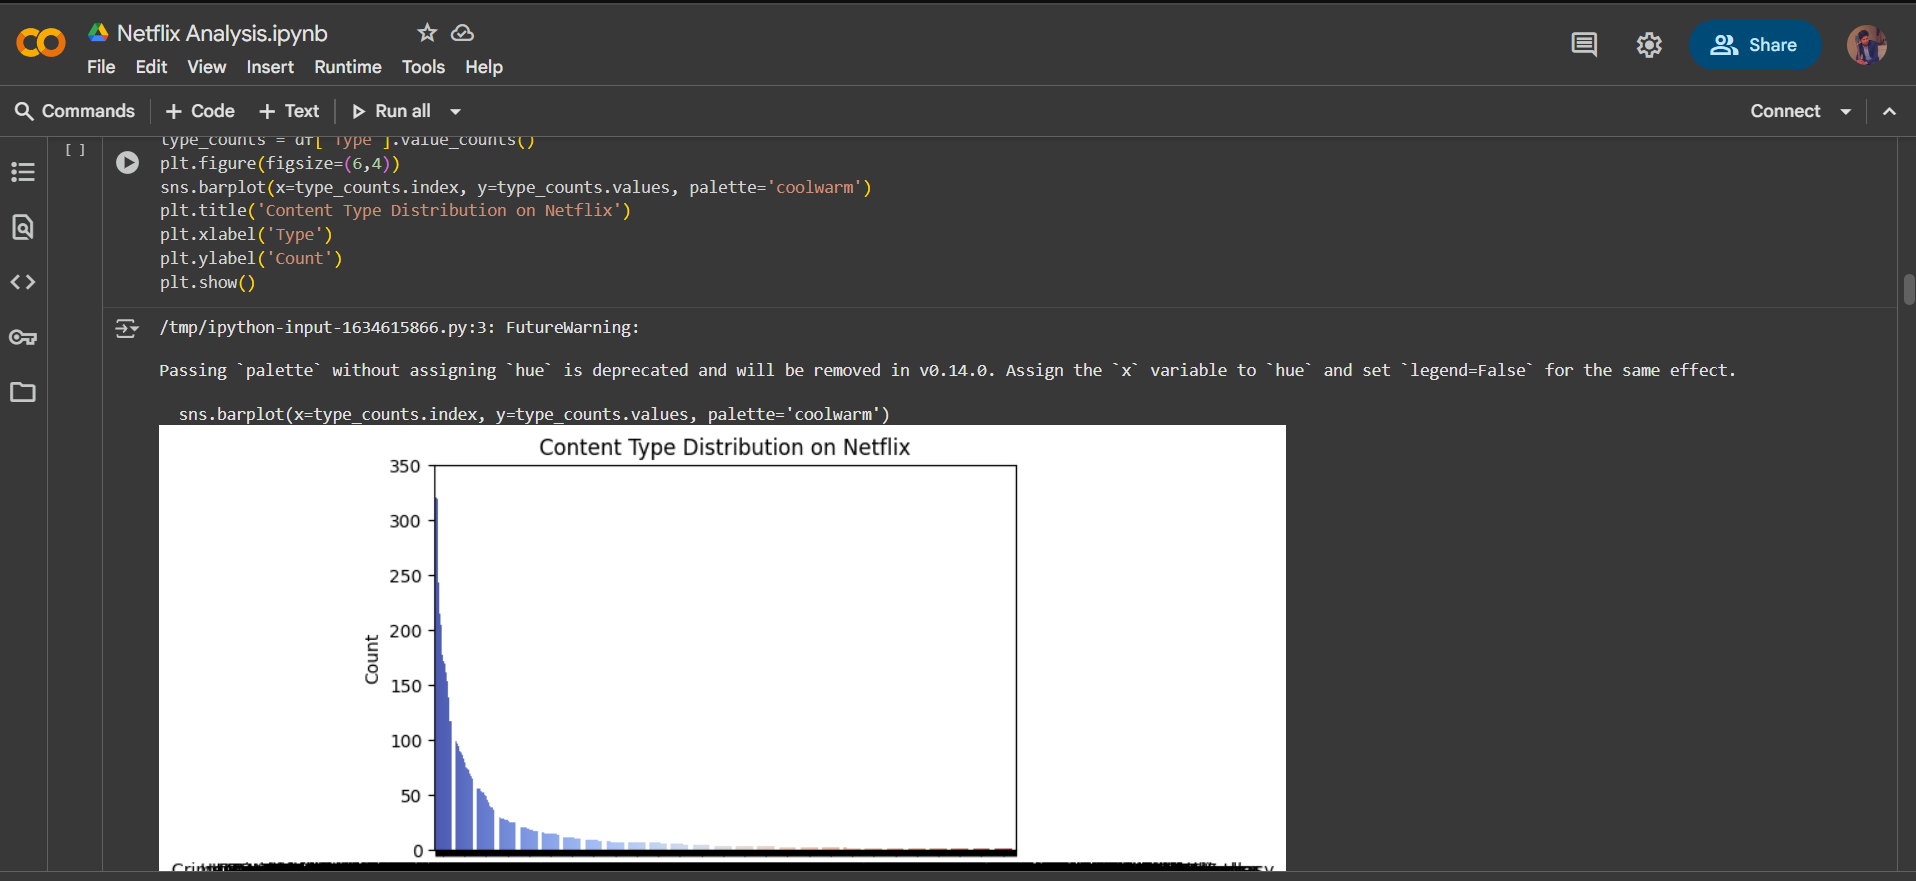 Netflix Analysis.ipynb
File Edit View Insert Runtime Tools Help
Share
Commands + Code + Text Run all
Connect
[ ]
type_counts = df['Type'].value_counts()
plt.figure(figsize=(6,4))
sns.barplot(x=type_counts.index, y=type_counts.values, palette='coolwarm')
plt.title('Content Type Distribution on Netflix')
plt.xlabel('Type')
plt.ylabel('Count')
plt.show()
/tmp/ipython-input-1634615866.py:3: FutureWarning:
Passing `palette` without assigning `hue` is deprecated and will be removed in v0.14.0. Assign the `x` variable to `hue` and set `legend=False` for the same effect.
sns.barplot(x=type_counts.index, y=type_counts.values, palette='coolwarm')
Content Type Distribution on Netflix
350
300
250
200
150
100
50
0
Count